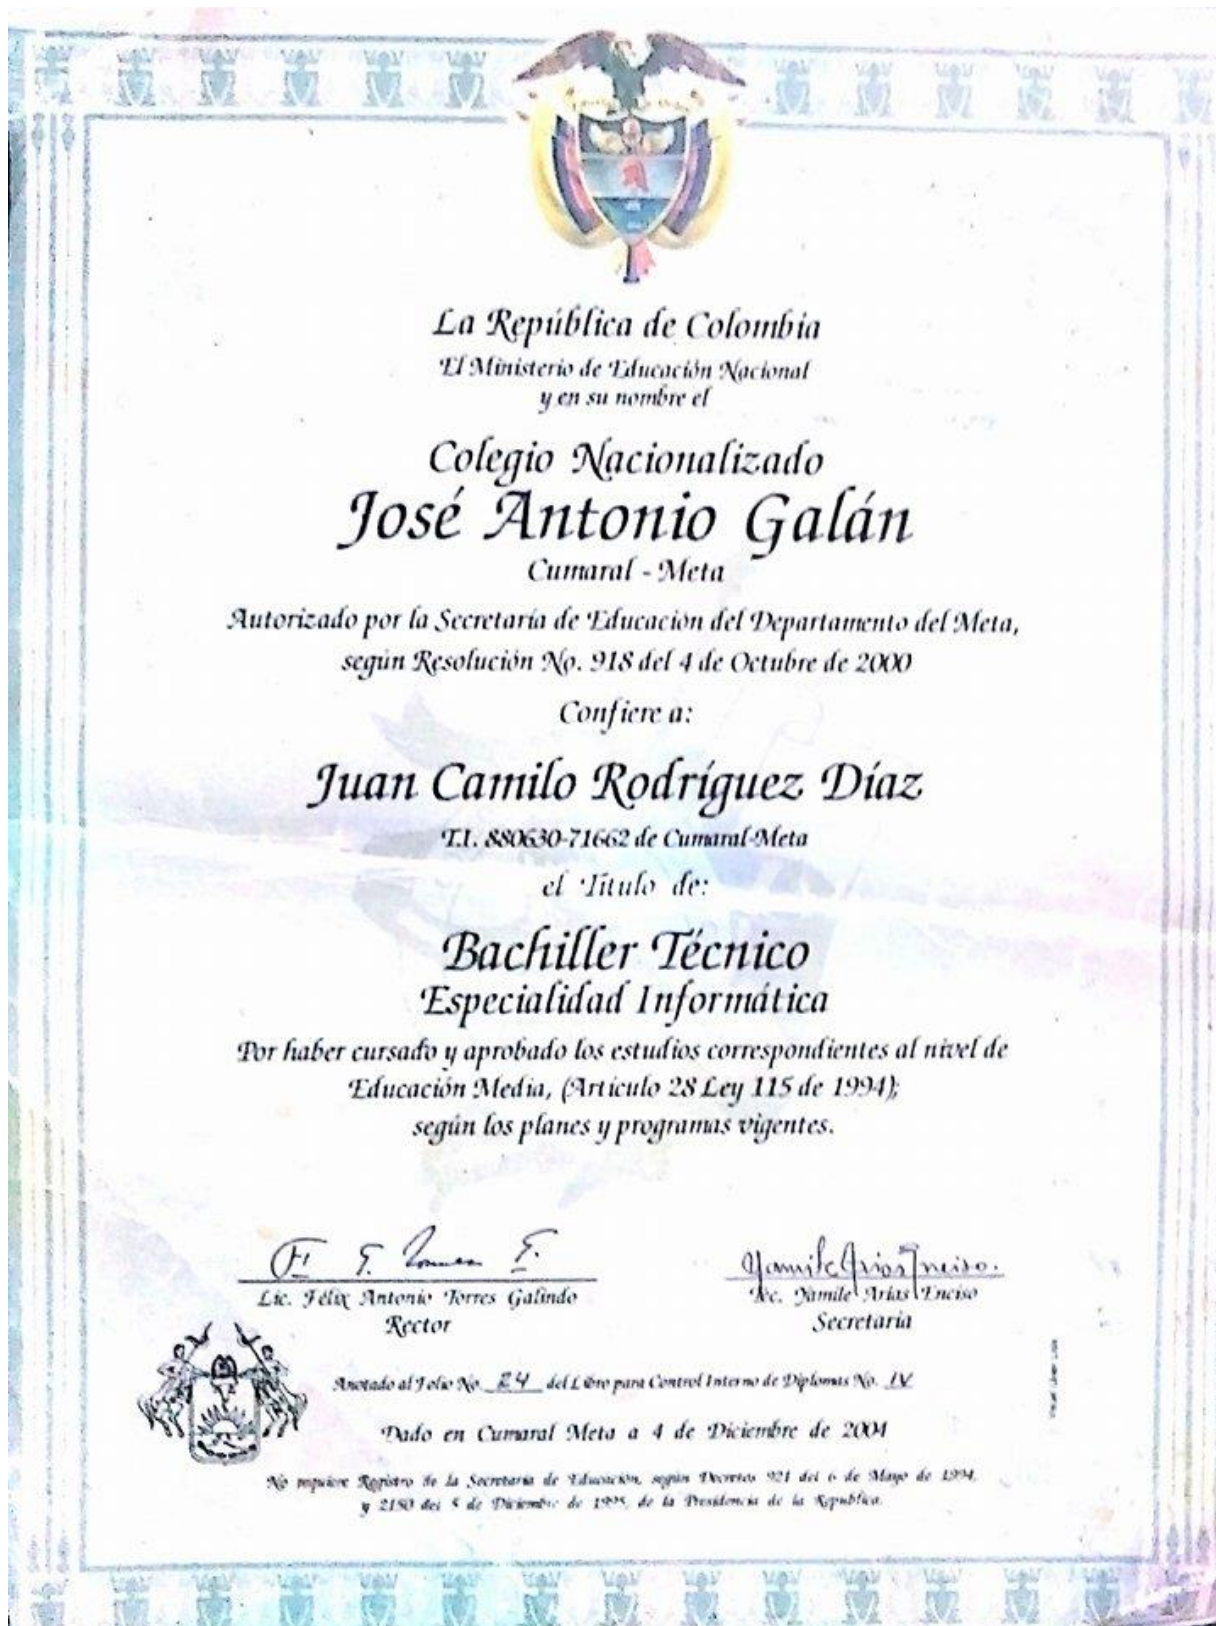 La República de Colombia
El Ministerio de Educación Nacional
y en su nombre el
Colegio Nacionalizado
José Antonio Galán
Cumaral - Meta
Autorizado por la Secretaría de Educación del Departamento del Meta,
según Resolución No. 918 del 4 de Octubre de 2000
Confiere a:
Juan Camilo Rodríguez Díaz
T.I. 880630-71662 de Cumaral-Meta
el Título de:
Bachiller Técnico
Especialidad Informática
Por haber cursado y aprobado los estudios correspondientes al nivel de
Educación Media, (Artículo 28 Ley 115 de 1994);
según los planes y programas vigentes.
Yamile Arias Enciso.
Lic. Félix Antonio Torres Galindo
Tec. Yamile Arias Enciso
Rector
Secretaria
Anotado al Folio No. 24 del Libro para Control Interno de Diplomas No. IV
Dado en Cumaral Meta a 4 de Diciembre de 2004
No requiere Registro de la Secretaría de Educación, según Decretos 921 del 6 de Mayo de 1994,
y 2150 del 5 de Diciembre de 1995, de la Presidencia de la Republica.